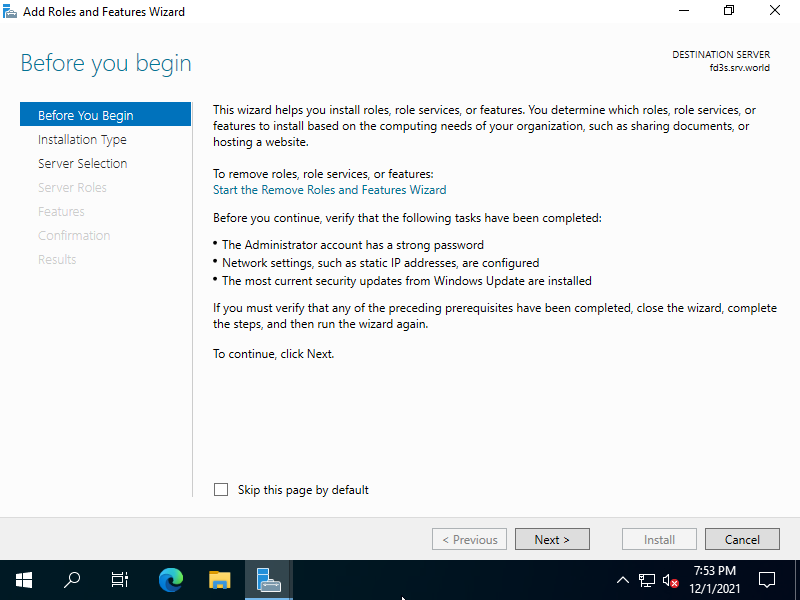 Add Roles and Features Wizard
Before you begin
DESTINATION SERVER
fd3s.srv.world
Before You Begin
Installation Type
Server Selection
Server Roles
Features
Confirmation
Results
This wizard helps you install roles, role services, or features. You determine which roles, role services, or
features to install based on the computing needs of your organization, such as sharing documents, or
hosting a website.
To remove roles, role services, or features:
Start the Remove Roles and Features Wizard
Before you continue, verify that the following tasks have been completed:
• The Administrator account has a strong password
• Network settings, such as static IP addresses, are configured
• The most current security updates from Windows Update are installed
If you must verify that any of the preceding prerequisites have been completed, close the wizard, complete
the steps, and then run the wizard again.
To continue, click Next.
Skip this page by default
< Previous
Next >
Install
Cancel
7:53 PM
12/1/2021